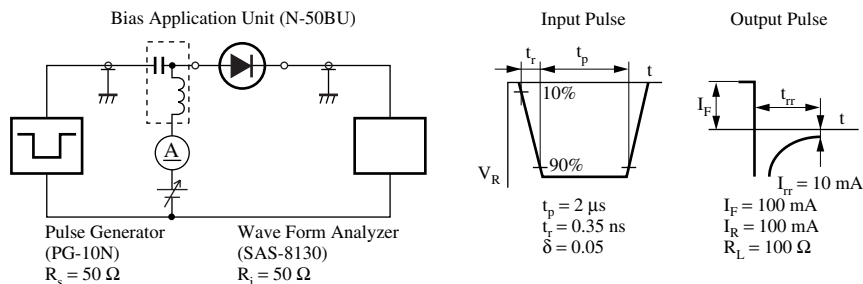 Bias Application Unit (N-50BU)
A
Pulse Generator
(PG-10N)
R_s = 50 Ω
Wave Form Analyzer
(SAS-8130)
R_i = 50 Ω
Input Pulse
t_r
t_p
t
10%
90%
V_R
t_p = 2 μs
t_r = 0.35 ns
δ = 0.05
Output Pulse
I_F
t_rr
t
I_rr = 10 mA
I_F = 100 mA
I_R = 100 mA
R_L = 100 Ω